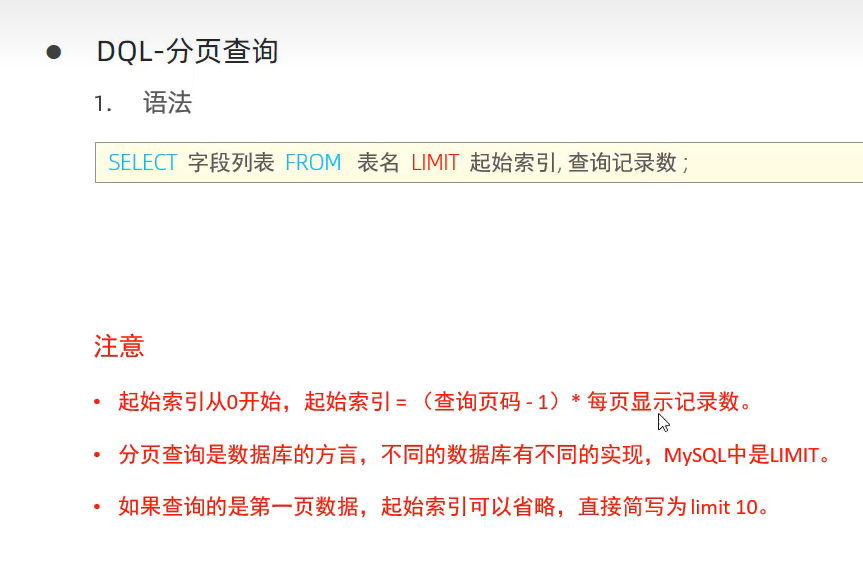 ● DQL-分页查询
1. 语法
SELECT 字段列表 FROM 表名 LIMIT 起始索引, 查询记录数 ;
注意
• 起始索引从0开始，起始索引 = （查询页码 - 1）* 每页显示记录数。
• 分页查询是数据库的方言，不同的数据库有不同的实现，MySQL中是LIMIT。
• 如果查询的是第一页数据，起始索引可以省略，直接简写为 limit 10。